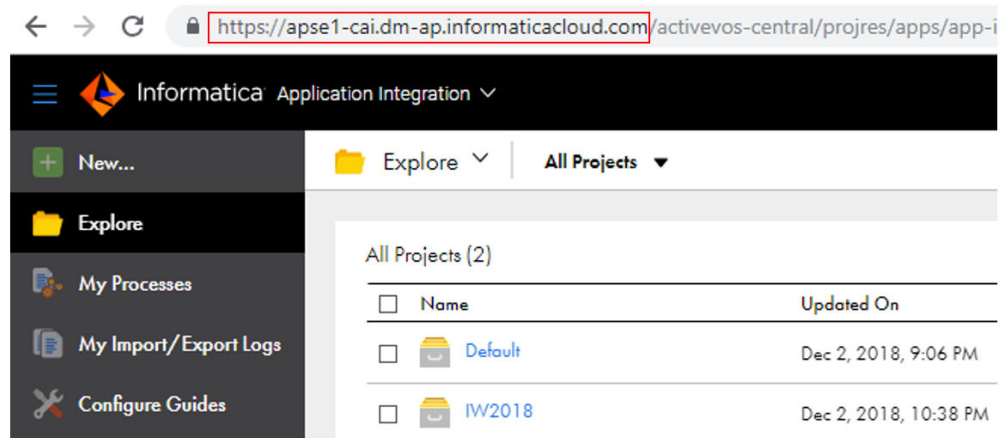 https://apse1-cai.dm-ap.informaticacloud.com/activevos-central/projres/apps/app-i
Informatica Application Integration
New...
Explore
All Projects
Explore
My Processes
My Import/Export Logs
Configure Guides
All Projects (2)
Name Updated On
Default Dec 2, 2018, 9:06 PM
IW2018 Dec 2, 2018, 10:38 PM